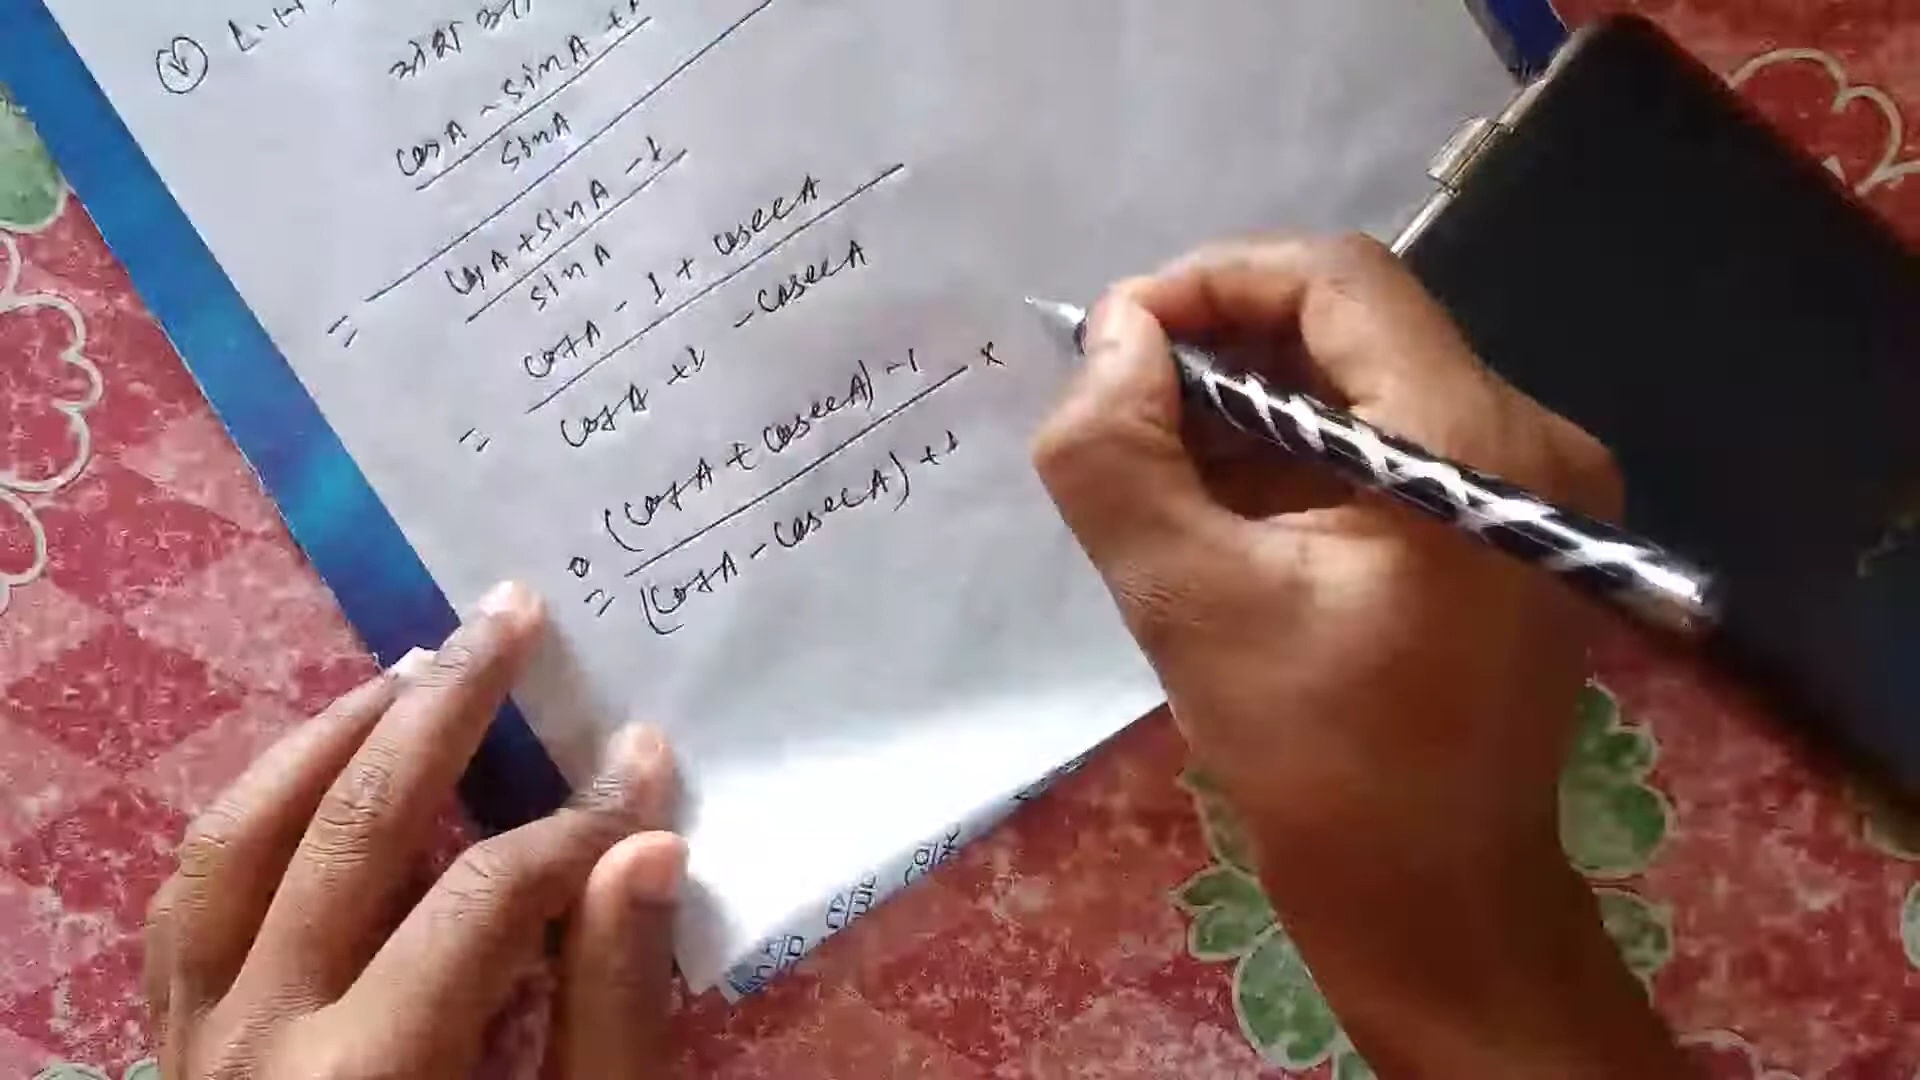 (v) L.H
cosA - sinA +1
sinA
= cosA + sinA - 1
sinA
= cotA - 1 + cosecA
cotA +1 - cosecA
= (cotA + cosecA) - 1 ×
(cotA - cosecA) +1